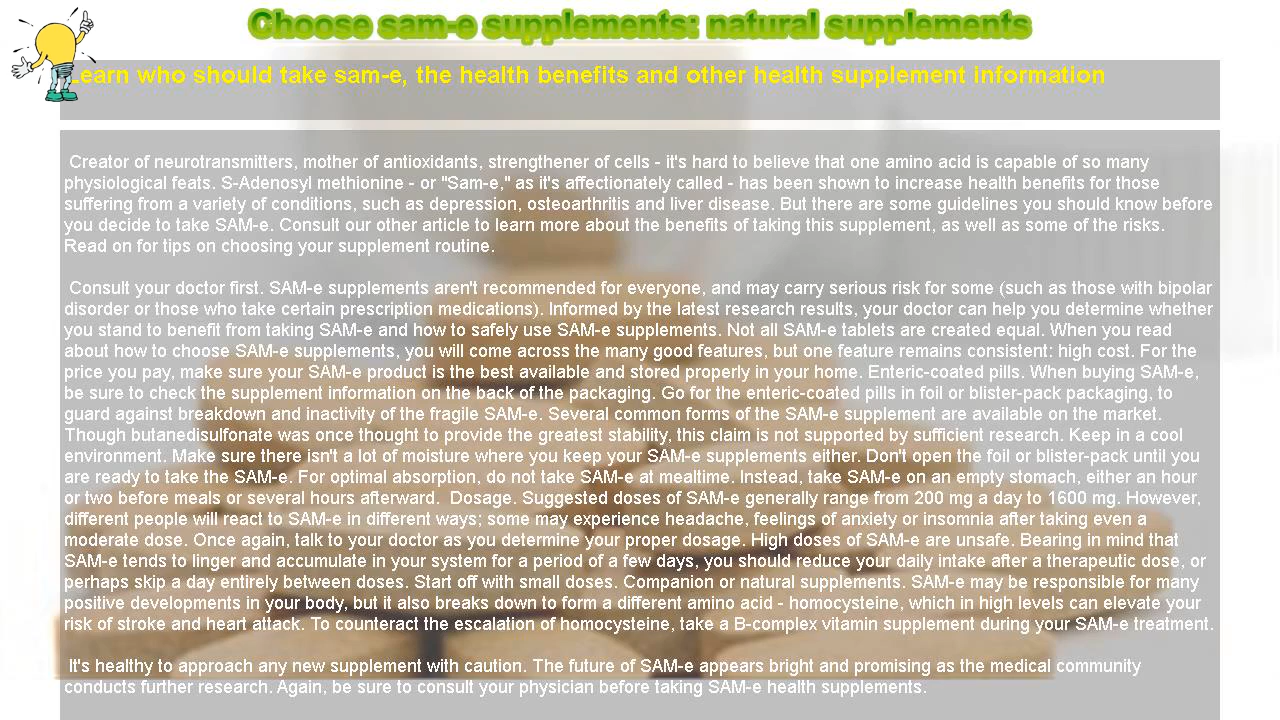 Choose sam-e supplements: natural supplements
Learn who should take sam-e, the health benefits and other health supplement information
Creator of neurotransmitters, mother of antioxidants, strengthener of cells - it's hard to believe that one amino acid is capable of so many
physiological feats. S-Adenosyl methionine - or "Sam-e," as it's affectionately called - has been shown to increase health benefits for those
suffering from a variety of conditions, such as depression, osteoarthritis and liver disease. But there are some guidelines you should know before
you decide to take SAM-e. Consult our other article to learn more about the benefits of taking this supplement, as well as some of the risks.
Read on for tips on choosing your supplement routine.
Consult your doctor first. SAM-e supplements aren't recommended for everyone, and may carry serious risk for some (such as those with bipolar
disorder or those who take certain prescription medications). Informed by the latest research results, your doctor can help you determine whether
you stand to benefit from taking SAM-e and how to safely use SAM-e supplements. Not all SAM-e tablets are created equal. When you read
about how to choose SAM-e supplements, you will come across the many good features, but one feature remains consistent: high cost. For the
price you pay, make sure your SAM-e product is the best available and stored properly in your home. Enteric-coated pills. When buying SAM-e,
be sure to check the supplement information on the back of the packaging. Go for the enteric-coated pills in foil or blister-pack packaging, to
guard against breakdown and inactivity of the fragile SAM-e. Several common forms of the SAM-e supplement are available on the market.
Though butanedisulfonate was once thought to provide the greatest stability, this claim is not supported by sufficient research. Keep in a cool
environment. Make sure there isn't a lot of moisture where you keep your SAM-e supplements either. Don't open the foil or blister-pack until you
are ready to take the SAM-e. For optimal absorption, do not take SAM-e at mealtime. Instead, take SAM-e on an empty stomach, either an hour
or two before meals or several hours afterward.  Dosage. Suggested doses of SAM-e generally range from 200 mg a day to 1600 mg. However,
different people will react to SAM-e in different ways; some may experience headache, feelings of anxiety or insomnia after taking even a
moderate dose. Once again, talk to your doctor as you determine your proper dosage. High doses of SAM-e are unsafe. Bearing in mind that
SAM-e tends to linger and accumulate in your system for a period of a few days, you should reduce your daily intake after a therapeutic dose, or
perhaps skip a day entirely between doses. Start off with small doses. Companion or natural supplements. SAM-e may be responsible for many
positive developments in your body, but it also breaks down to form a different amino acid - homocysteine, which in high levels can elevate your
risk of stroke and heart attack. To counteract the escalation of homocysteine, take a B-complex vitamin supplement during your SAM-e treatment.
It's healthy to approach any new supplement with caution. The future of SAM-e appears bright and promising as the medical community
conducts further research. Again, be sure to consult your physician before taking SAM-e health supplements.